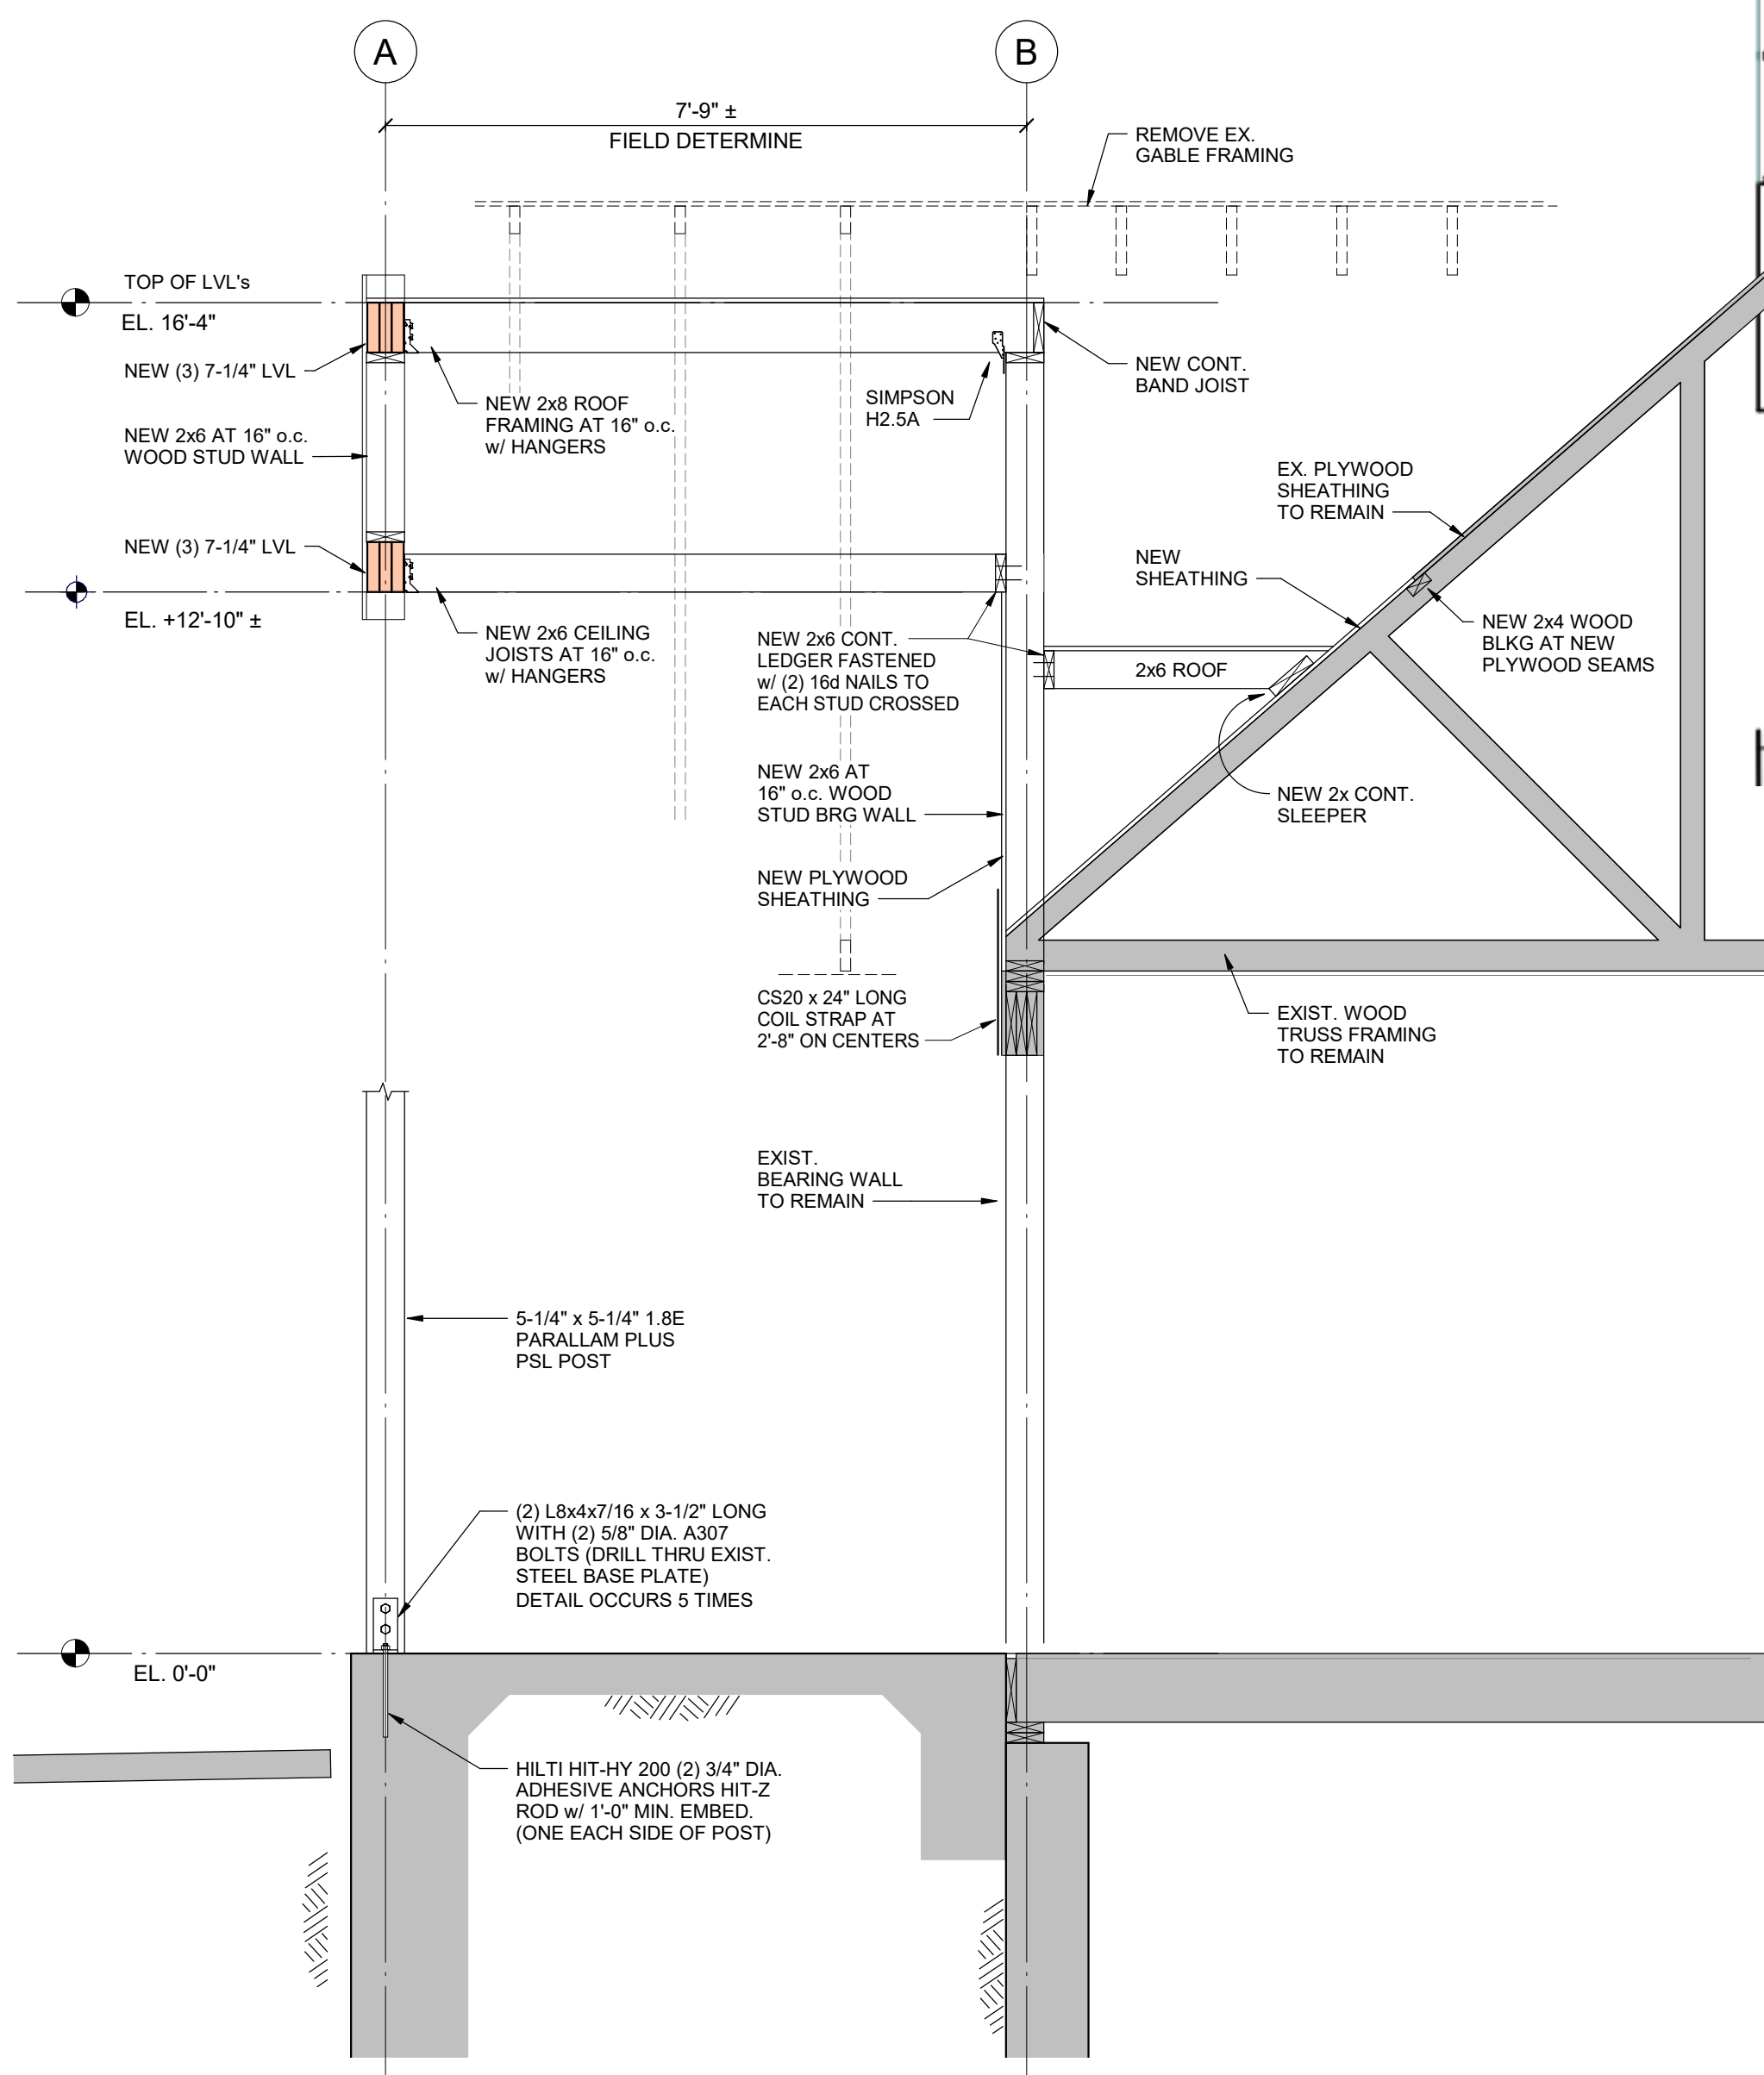 A
B
7'-9" ±
FIELD DETERMINE
REMOVE EX.
GABLE FRAMING
TOP OF LVL's
EL. 16'-4"
NEW (3) 7-1/4" LVL
NEW CONT.
BAND JOIST
NEW 2x8 ROOF
FRAMING AT 16" o.c.
w/ HANGERS
SIMPSON
H2.5A
NEW 2x6 AT 16" o.c.
WOOD STUD WALL
EX. PLYWOOD
SHEATHING
TO REMAIN
NEW (3) 7-1/4" LVL
NEW
SHEATHING
EL. +12'-10" ±
NEW 2x6 CEILING
JOISTS AT 16" o.c.
w/ HANGERS
NEW 2x6 CONT.
LEDGER FASTENED
w/ (2) 16d NAILS TO
EACH STUD CROSSED
2x6 ROOF
NEW 2x4 WOOD
BLKG AT NEW
PLYWOOD SEAMS
NEW 2x6 AT
16" o.c. WOOD
STUD BRG WALL
NEW 2x CONT.
SLEEPER
NEW PLYWOOD
SHEATHING
CS20 x 24" LONG
COIL STRAP AT
2'-8" ON CENTERS
EXIST. WOOD
TRUSS FRAMING
TO REMAIN
EXIST.
BEARING WALL
TO REMAIN
5-1/4" x 5-1/4" 1.8E
PARALLAM PLUS
PSL POST
(2) L8x4x7/16 x 3-1/2" LONG
WITH (2) 5/8" DIA. A307
BOLTS (DRILL THRU EXIST.
STEEL BASE PLATE)
DETAIL OCCURS 5 TIMES
EL. 0'-0"
HILTI HIT-HY 200 (2) 3/4" DIA.
ADHESIVE ANCHORS HIT-Z
ROD w/ 1'-0" MIN. EMBED.
(ONE EACH SIDE OF POST)